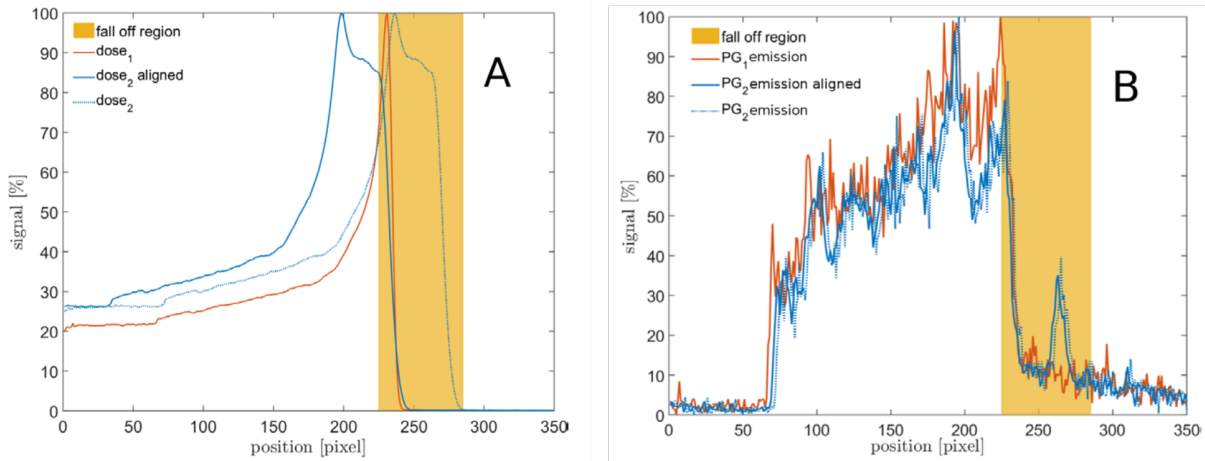 100
90
80
70
60
50
40
30
20
10
0
signal [%]
0 50 100 150 200 250 300 350
position [pixel]
fall off region
dose1
dose2 aligned
dose2
A
100
90
80
70
60
50
40
30
20
10
0
signal [%]
0 50 100 150 200 250 300 350
position [pixel]
fall off region
PG1emission
PG2emission aligned
PG2emission
B